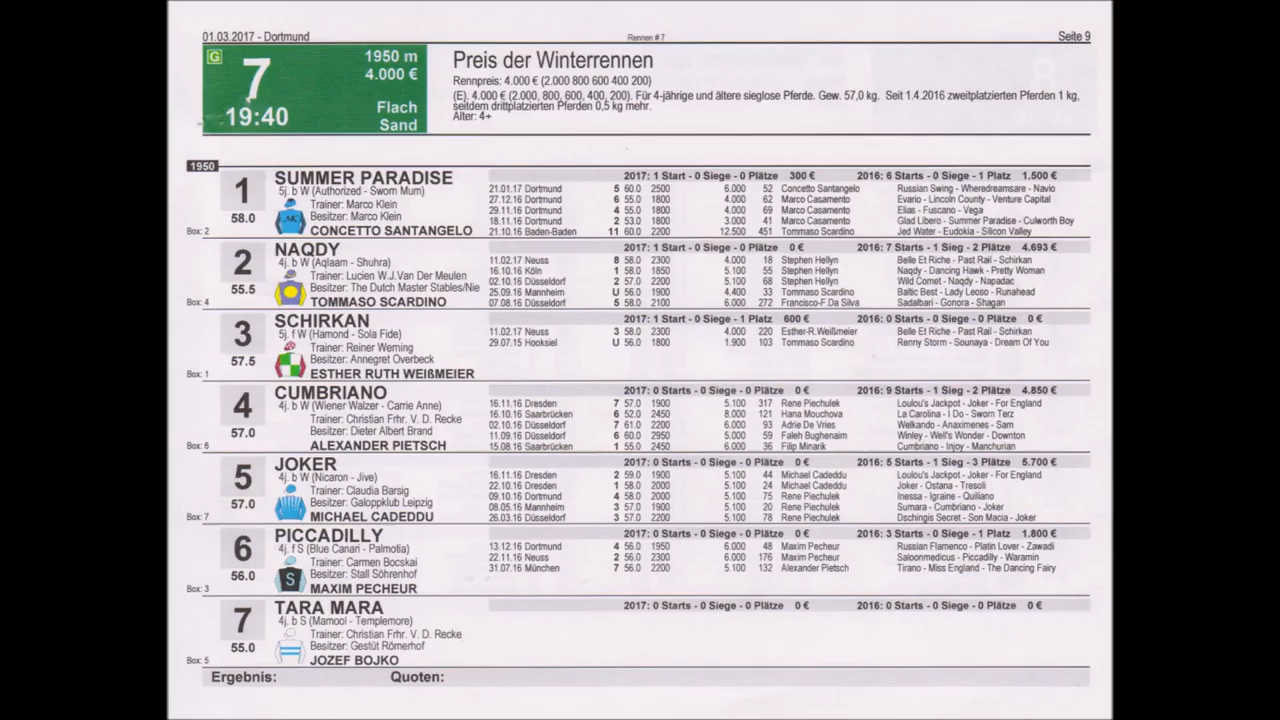 01.03.2017 - Dortmund Rennen #7 Seite 9
G 7 1950 m
4.000 €
Flach
19:40 Sand
Preis der Winterrennen
Rennpreis: 4.000 € (2.000 800 600 400 200)
(E). 4.000 € (2.000, 800, 600, 400, 200). Für 4-jährige und ältere sieglose Pferde. Gew. 57,0 kg. Seit 1.4.2016 zweitplatzierten Pferden 1 kg,
seitdem drittplatzierten Pferden 0,5 kg mehr.
Alter: 4+
1950
1 SUMMER PARADISE 2017: 1 Start - 0 Siege - 0 Plätze 300 € 2016: 6 Starts - 0 Siege - 1 Platz 1.500 €
5j. b W (Authorized - Sworn Mum) 21.01.17 Dortmund 5 60.0 2500 6.000 52 Concetto Santangelo Russian Swing - Wheredreamsare - Navio
Trainer: Marco Klein 27.12.16 Dortmund 6 55.0 1800 4.000 62 Marco Casamento Evario - Lincoln County - Venture Capital
58.0 Besitzer: Marco Klein 29.11.16 Dortmund 4 55.0 1800 4.000 69 Marco Casamento Elias - Fuscano - Vega
AK 18.11.16 Dortmund 2 53.0 1800 3.000 41 Marco Casamento Glad Libero - Summer Paradise - Culworth Boy
Box: 2 CONCETTO SANTANGELO 21.10.16 Baden-Baden 11 60.0 2200 12.500 451 Tommaso Scardino Jed Water - Eudokia - Silicon Valley
2 NAQDY 2017: 1 Start - 0 Siege - 0 Plätze 0 € 2016: 7 Starts - 1 Sieg - 2 Plätze 4.693 €
4j. b W (Aqlaam - Shuhra) 11.02.17 Neuss 8 58.0 2300 4.000 18 Stephen Hellyn Belle Et Riche - Past Rail - Schirkan
Trainer: Lucien W.J.Van Der Meulen 16.10.16 Köln 1 58.0 1850 5.100 55 Stephen Hellyn Naqdy - Dancing Hawk - Pretty Woman
55.5 Besitzer: The Dutch Master Stables/Nie 02.10.16 Düsseldorf 2 57.0 2200 5.100 68 Stephen Hellyn Wild Comet - Naqdy - Napadac
25.09.16 Mannheim U 56.0 1900 4.400 33 Tommaso Scardino Baltic Best - Lady Leoso - Runahead
Box: 4 TOMMASO SCARDINO 07.08.16 Düsseldorf 5 58.0 2100 6.000 272 Francisco-F.Da Silva Sadalbari - Gonora - Shagan
3 SCHIRKAN 2017: 1 Start - 0 Siege - 1 Platz 600 € 2016: 0 Starts - 0 Siege - 0 Plätze 0 €
5j. f W (Hamond - Sola Fide) 11.02.17 Neuss 3 58.0 2300 4.000 220 Esther-R.Weißmeier Belle Et Riche - Past Rail - Schirkan
Trainer: Reiner Werning 29.07.15 Hooksiel U 56.0 1800 1.900 103 Tommaso Scardino Renny Storm - Sounaya - Dream Of You
57.5 Besitzer: Annegret Overbeck
Box: 1 ESTHER RUTH WEIßMEIER
4 CUMBRIANO 2017: 0 Starts - 0 Siege - 0 Plätze 0 € 2016: 9 Starts - 1 Sieg - 2 Plätze 4.850 €
4j. b W (Wiener Walzer - Carrie Anne) 16.11.16 Dresden 7 57.0 1900 5.100 317 Rene Piechulek Loulou's Jackpot - Joker - For England
Trainer: Christian Frhr. V. D. Recke 16.10.16 Saarbrücken 6 52.0 2450 8.000 121 Hana Mouchova La Carolina - I Do - Sworn Terz
57.0 Besitzer: Dieter Albert Brand 02.10.16 Düsseldorf 7 61.0 2200 6.000 93 Adrie De Vries Welkando - Anaximenes - Sam
11.09.16 Düsseldorf 6 60.0 2950 5.000 59 Faleh Bughenaim Winley - Well's Wonder - Downton
Box: 6 ALEXANDER PIETSCH 15.08.16 Saarbrücken 1 55.0 2450 6.000 36 Filip Minarik Cumbriano - Injoy - Manchurian
5 JOKER 2017: 0 Starts - 0 Siege - 0 Plätze 0 € 2016: 5 Starts - 1 Sieg - 3 Plätze 5.700 €
4j. b W (Nicaron - Jive) 16.11.16 Dresden 2 59.0 1900 5.100 44 Michael Cadeddu Loulou's Jackpot - Joker - For England
Trainer: Claudia Barsig 22.10.16 Dresden 1 58.0 2000 5.100 24 Michael Cadeddu Joker - Ostana - Tresoli
57.0 Besitzer: Galoppklub Leipzig 09.10.16 Dortmund 4 58.0 2000 5.100 75 Rene Piechulek Inessa - Igraine - Quiliano
08.05.16 Mannheim 3 57.0 1900 5.100 20 Rene Piechulek Sumara - Cumbriano - Joker
Box: 7 MICHAEL CADEDDU 26.03.16 Düsseldorf 3 57.0 2200 5.100 78 Rene Piechulek Dschingis Secret - Son Macia - Joker
6 PICCADILLY 2017: 0 Starts - 0 Siege - 0 Plätze 0 € 2016: 3 Starts - 0 Siege - 1 Platz 1.800 €
4j. f S (Blue Canari - Palmotia) 13.12.16 Dortmund 4 56.0 1950 6.000 48 Maxim Pecheur Russian Flamenco - Platin Lover - Zawadi
Trainer: Carmen Bocskai 22.11.16 Neuss 2 56.0 2300 6.000 176 Maxim Pecheur Saloonmedicus - Piccadilly - Waramin
56.0 Besitzer: Stall Söhrenhof 31.07.16 München 7 56.0 2200 5.100 132 Alexander Pietsch Tirano - Miss England - The Dancing Fairy
S
Box: 3 MAXIM PECHEUR
7 TARA MARA 2017: 0 Starts - 0 Siege - 0 Plätze 0 € 2016: 0 Starts - 0 Siege - 0 Plätze 0 €
4j. b S (Mamool - Templemore)
Trainer: Christian Frhr. V. D. Recke
55.0 Besitzer: Gestüt Römerhof
Box: 5 JOZEF BOJKO
Ergebnis: Quoten: